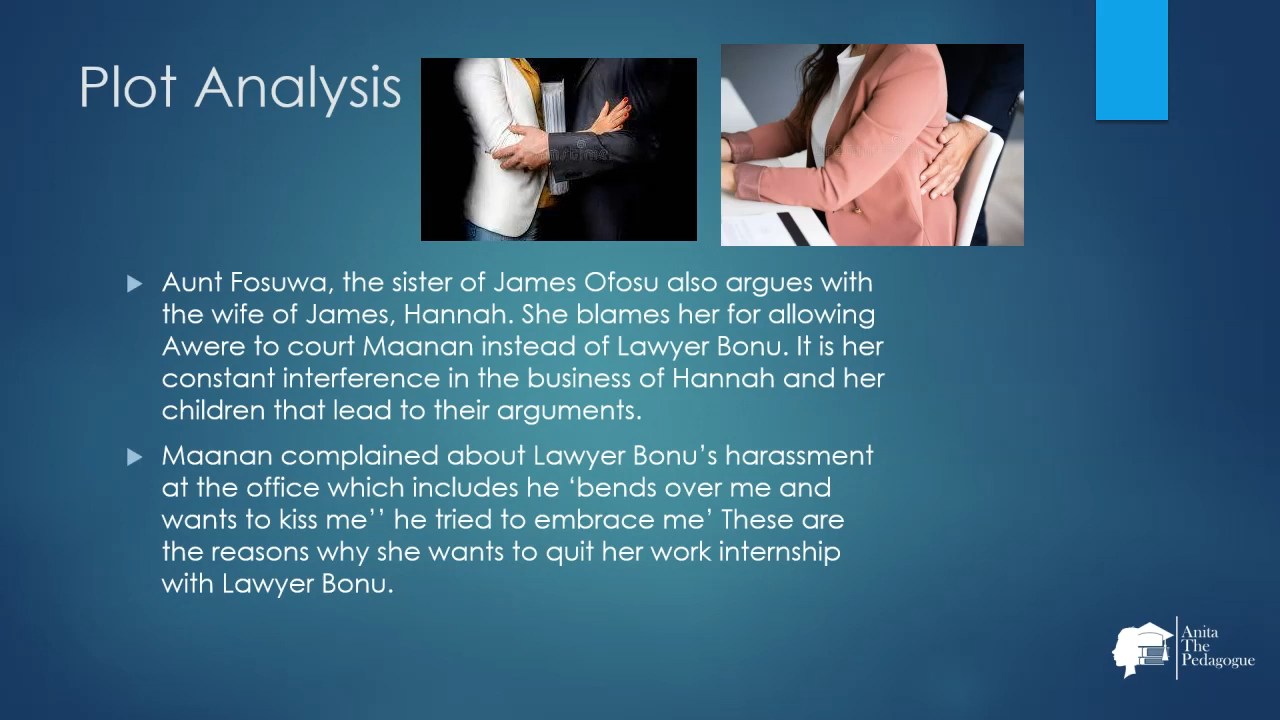 Plot Analysis
Aunt Fosuwa, the sister of James Ofosu also argues with
the wife of James, Hannah. She blames her for allowing
Awere to court Maanan instead of Lawyer Bonu. It is her
constant interference in the business of Hannah and her
children that lead to their arguments.
Maanan complained about Lawyer Bonu’s harassment
at the office which includes he ‘bends over me and
wants to kiss me’’ he tried to embrace me’ These are
the reasons why she wants to quit her work internship
with Lawyer Bonu.
Anita
The
Pedagogue